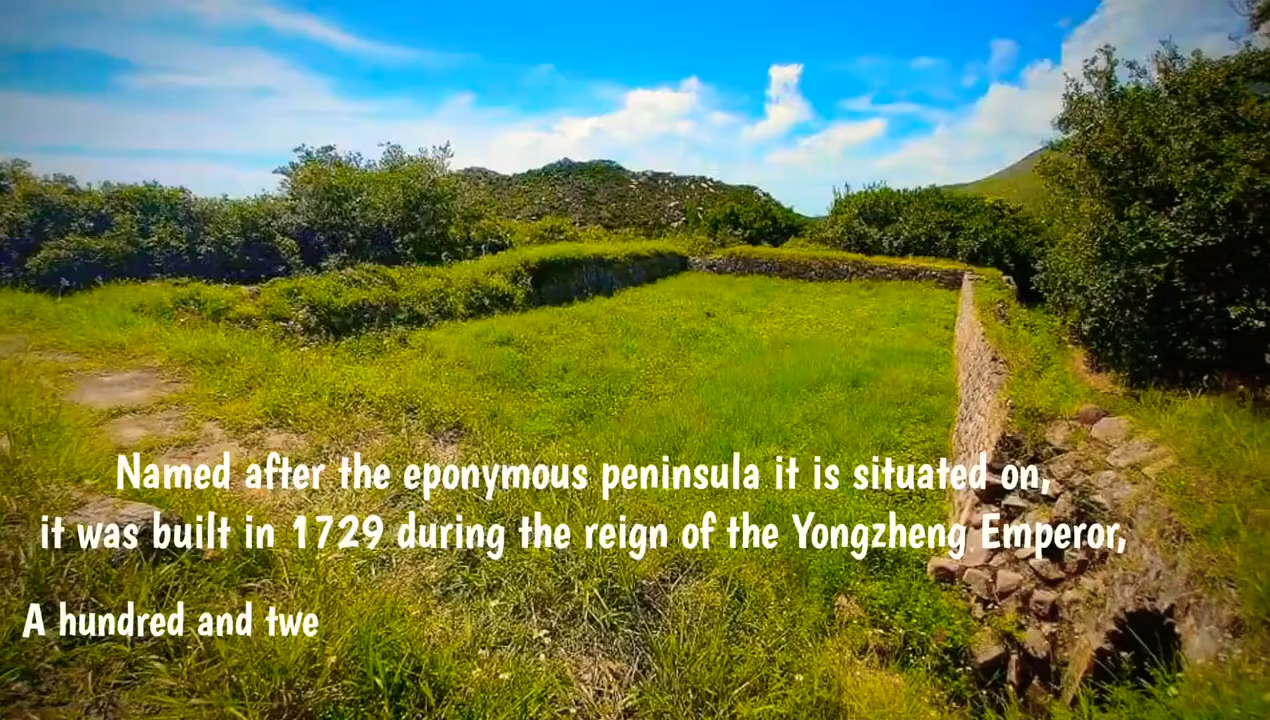 Named after the eponymous peninsula it is situated on,
it was built in 1729 during the reign of the Yongzheng Emperor,
A hundred and twe